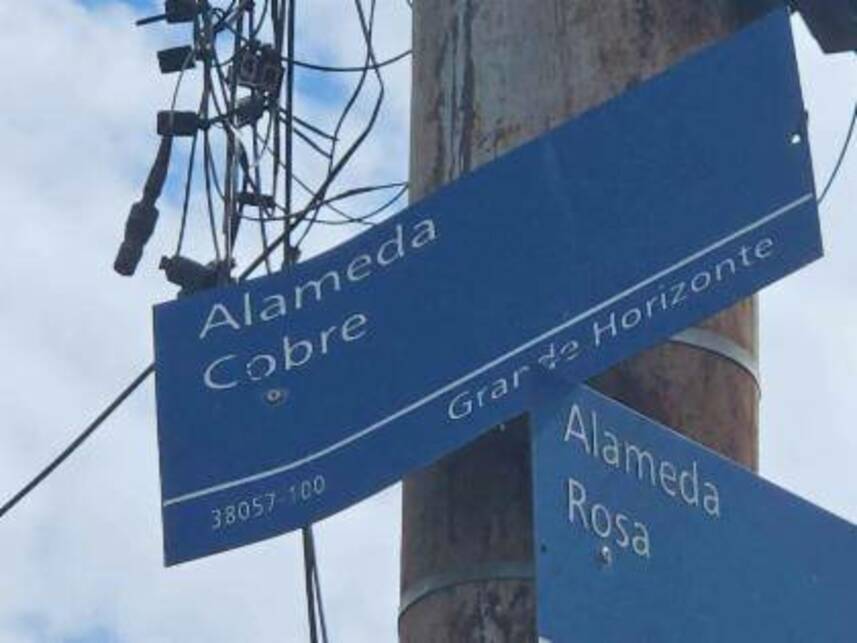 Alameda
Cobre
Grande Horizonte
38057-100
Alameda
Rosa